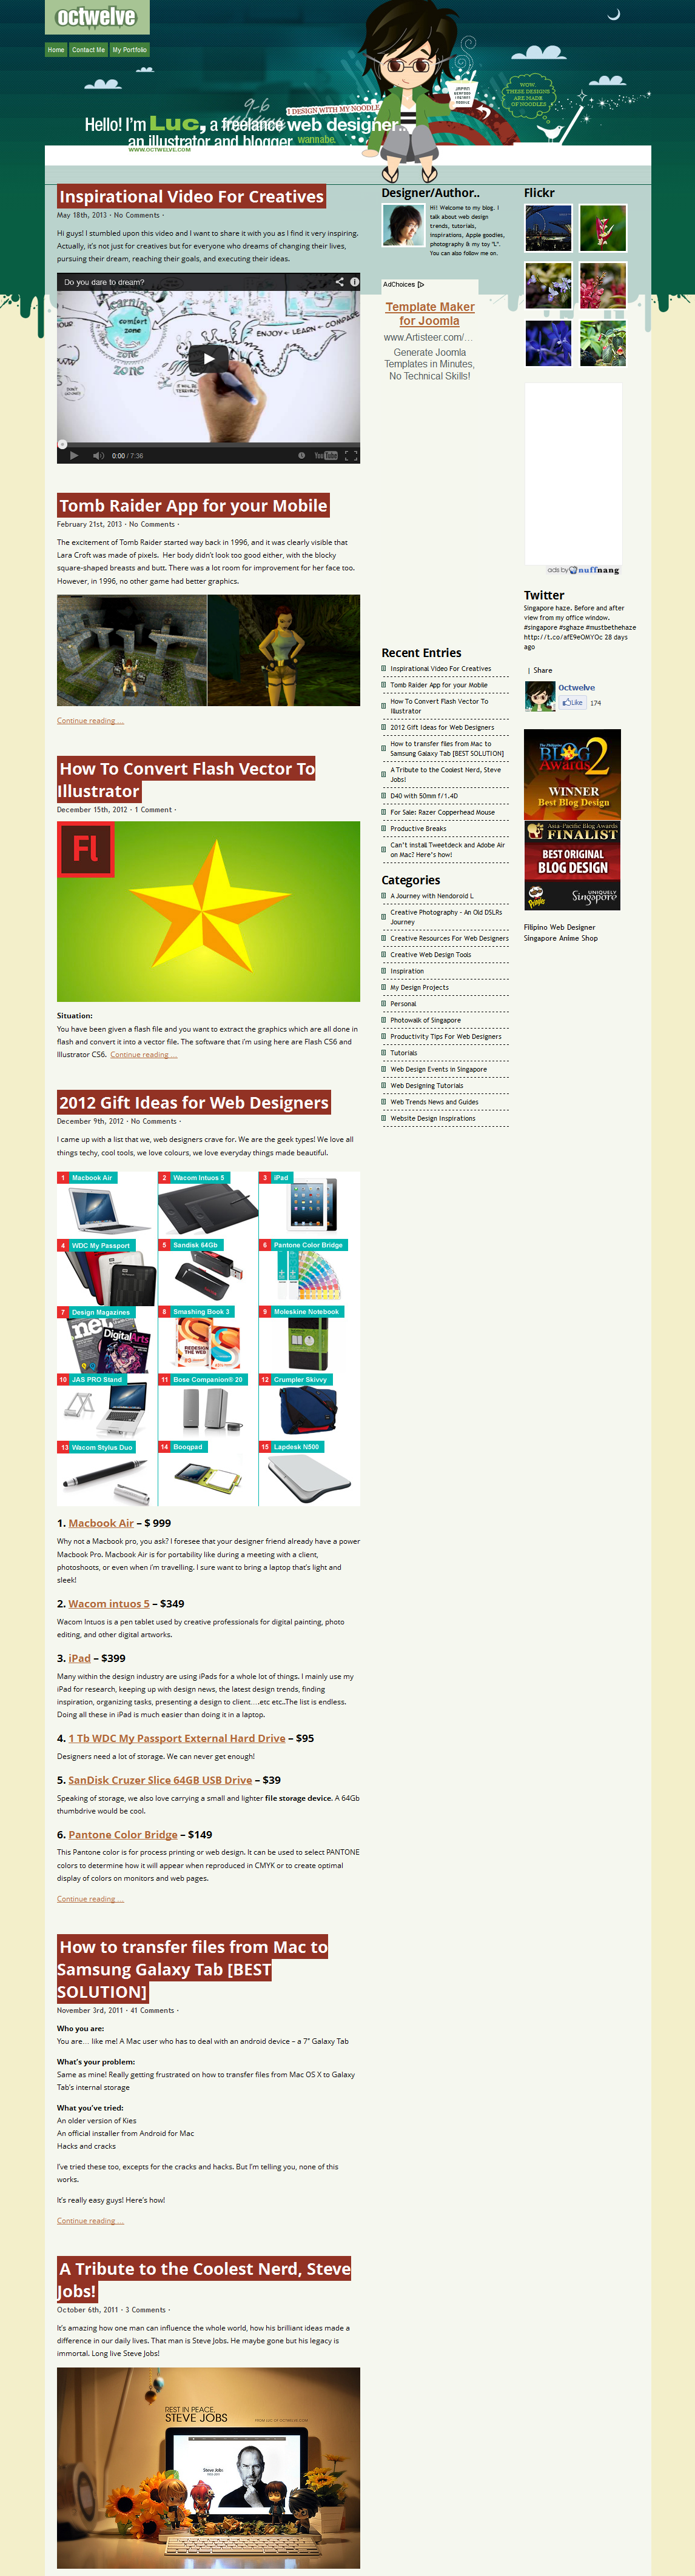 octwelve
Home
Contact Me
My Portfolio
9-6
I DESIGN WITH MY NOODLE
Hello! I'm Luc, a freelance web designer..
an illustrator and blogger wannabe.
WWW.OCTWELVE.COM
WOW.
THESE DESIGNS
ARE MADE
OF NOODLES
Inspirational Video For Creatives
May 18th, 2013 · No Comments ·
Hi guys! I stumbled upon this video and I want to share it with you as I find it very inspiring.
Actually, it's not just for creatives but for everyone who dreams of changing their lives,
pursuing their dream, reaching their goals, and executing their ideas.
Do you dare to dream?
Learning
zone
comfort
zone
ENJOY
LEARN
COMPARE
0:00 / 7:36
YouTube
Tomb Raider App for your Mobile
February 21st, 2013 · No Comments ·
The excitement of Tomb Raider started way back in 1996, and it was clearly visible that
Lara Croft was made of pixels.  Her body didn't look too good either, with the blocky
square-shaped breasts and butt. There was a lot room for improvement for her face too.
However, in 1996, no other game had better graphics.
Continue reading ...
How To Convert Flash Vector To
Illustrator
December 15th, 2012 · 1 Comment ·
Fl
Situation:
You have been given a flash file and you want to extract the graphics which are all done in
flash and convert it into a vector file. The software that i'm using here are Flash CS6 and
Illustrator CS6.  Continue reading ...
2012 Gift Ideas for Web Designers
December 9th, 2012 · No Comments ·
I came up with a list that we, web designers crave for. We are the geek types! We love all
things techy, cool tools, we love colours, we love everyday things made beautiful.
1 Macbook Air
2 Wacom Intuos 5
3 iPad
4 WDC My Passport
5 Sandisk 64Gb
6 Pantone Color Bridge
7 Design Magazines
8 Smashing Book 3
9 Moleskine Notebook
.net
Digital Arts
REDESIGN
THE WEB
10 JAS PRO Stand
11 Bose Companion® 20
12 Crumpler Skivvy
13 Wacom Stylus Duo
14 Booqpad
15 Lapdesk N500
1. Macbook Air – $ 999
Why not a Macbook pro, you ask? I foresee that your designer friend already have a power
Macbook Pro. Macbook Air is for portability like during a meeting with a client,
photoshoots, or even when i'm travelling. I sure want to bring a laptop that's light and
sleek!
2. Wacom intuos 5 – $349
Wacom Intuos is a pen tablet used by creative professionals for digital painting, photo
editing, and other digital artworks.
3. iPad – $399
Many within the design industry are using iPads for a whole lot of things. I mainly use my
iPad for research, keeping up with design news, the latest design trends, finding
inspiration, organizing tasks, presenting a design to client....etc etc..The list is endless.
Doing all these in iPad is much easier than doing it in a laptop.
4. 1 Tb WDC My Passport External Hard Drive – $95
Designers need a lot of storage. We can never get enough!
5. SanDisk Cruzer Slice 64GB USB Drive – $39
Speaking of storage, we also love carrying a small and lighter file storage device. A 64Gb
thumbdrive would be cool.
6. Pantone Color Bridge – $149
This Pantone color is for process printing or web design. It can be used to select PANTONE
colors to determine how it will appear when reproduced in CMYK or to create optimal
display of colors on monitors and web pages.
Continue reading ...
How to transfer files from Mac to
Samsung Galaxy Tab [BEST
SOLUTION]
November 3rd, 2011 · 41 Comments ·
Who you are:
You are... like me! A Mac user who has to deal with an android device – a 7" Galaxy Tab
What's your problem:
Same as mine! Really getting frustrated on how to transfer files from Mac OS X to Galaxy
Tab's internal storage
What you've tried:
An older version of Kies
An official installer from Android for Mac
Hacks and cracks
I've tried these too, excepts for the cracks and hacks. But I'm telling you, none of this
works.
It's really easy guys! Here's how!
Continue reading ...
A Tribute to the Coolest Nerd, Steve
Jobs!
October 6th, 2011 · 3 Comments ·
It's amazing how one man can influence the whole world, how his brilliant ideas made a
difference in our daily lives. That man is Steve Jobs. He maybe gone but his legacy is
immortal. Long live Steve Jobs!
REST IN PEACE,
STEVE JOBS
Steve Jobs
Designer/Author..
Hi! Welcome to my blog. I
talk about web design
trends, tutorials,
inspirations, Apple goodies,
photography & my toy "L".
You can also follow me on.
AdChoices
Template Maker
for Joomla
www.Artisteer.com/...
Generate Joomla
Templates in Minutes,
No Technical Skills!
Recent Entries
Inspirational Video For Creatives
Tomb Raider App for your Mobile
How To Convert Flash Vector To
Illustrator
2012 Gift Ideas for Web Designers
How to transfer files from Mac to
Samsung Galaxy Tab [BEST SOLUTION]
A Tribute to the Coolest Nerd, Steve
Jobs!
D40 with 50mm f/1.4D
For Sale: Razer Copperhead Mouse
Productive Breaks
Can't install Tweetdeck and Adobe Air
on Mac? Here's how!
Categories
A Journey with Nendoroid L
Creative Photography - An Old DSLRs
Journey
Creative Resources For Web Designers
Creative Web Design Tools
Inspiration
My Design Projects
Personal
Photowalk of Singapore
Productivity Tips For Web Designers
Tutorials
Web Design Events in Singapore
Web Designing Tutorials
Web Trends News and Guides
Website Design Inspirations
Flickr
ads by nuffnang
Twitter
Singapore haze. Before and after
view from my office window.
#singapore #sghaze #mustbethehaze
http://t.co/afE9eOMYOc 28 days
ago
| Share
Octwelve
Like 174
The Philippine
BLOG
Awards 2
WINNER
Best Blog Design
Asia-Pacific Blog Awards
FINALIST
BEST ORIGINAL
BLOG DESIGN
UNIQUELY
Singapore
Filipino Web Designer
Singapore Anime Shop